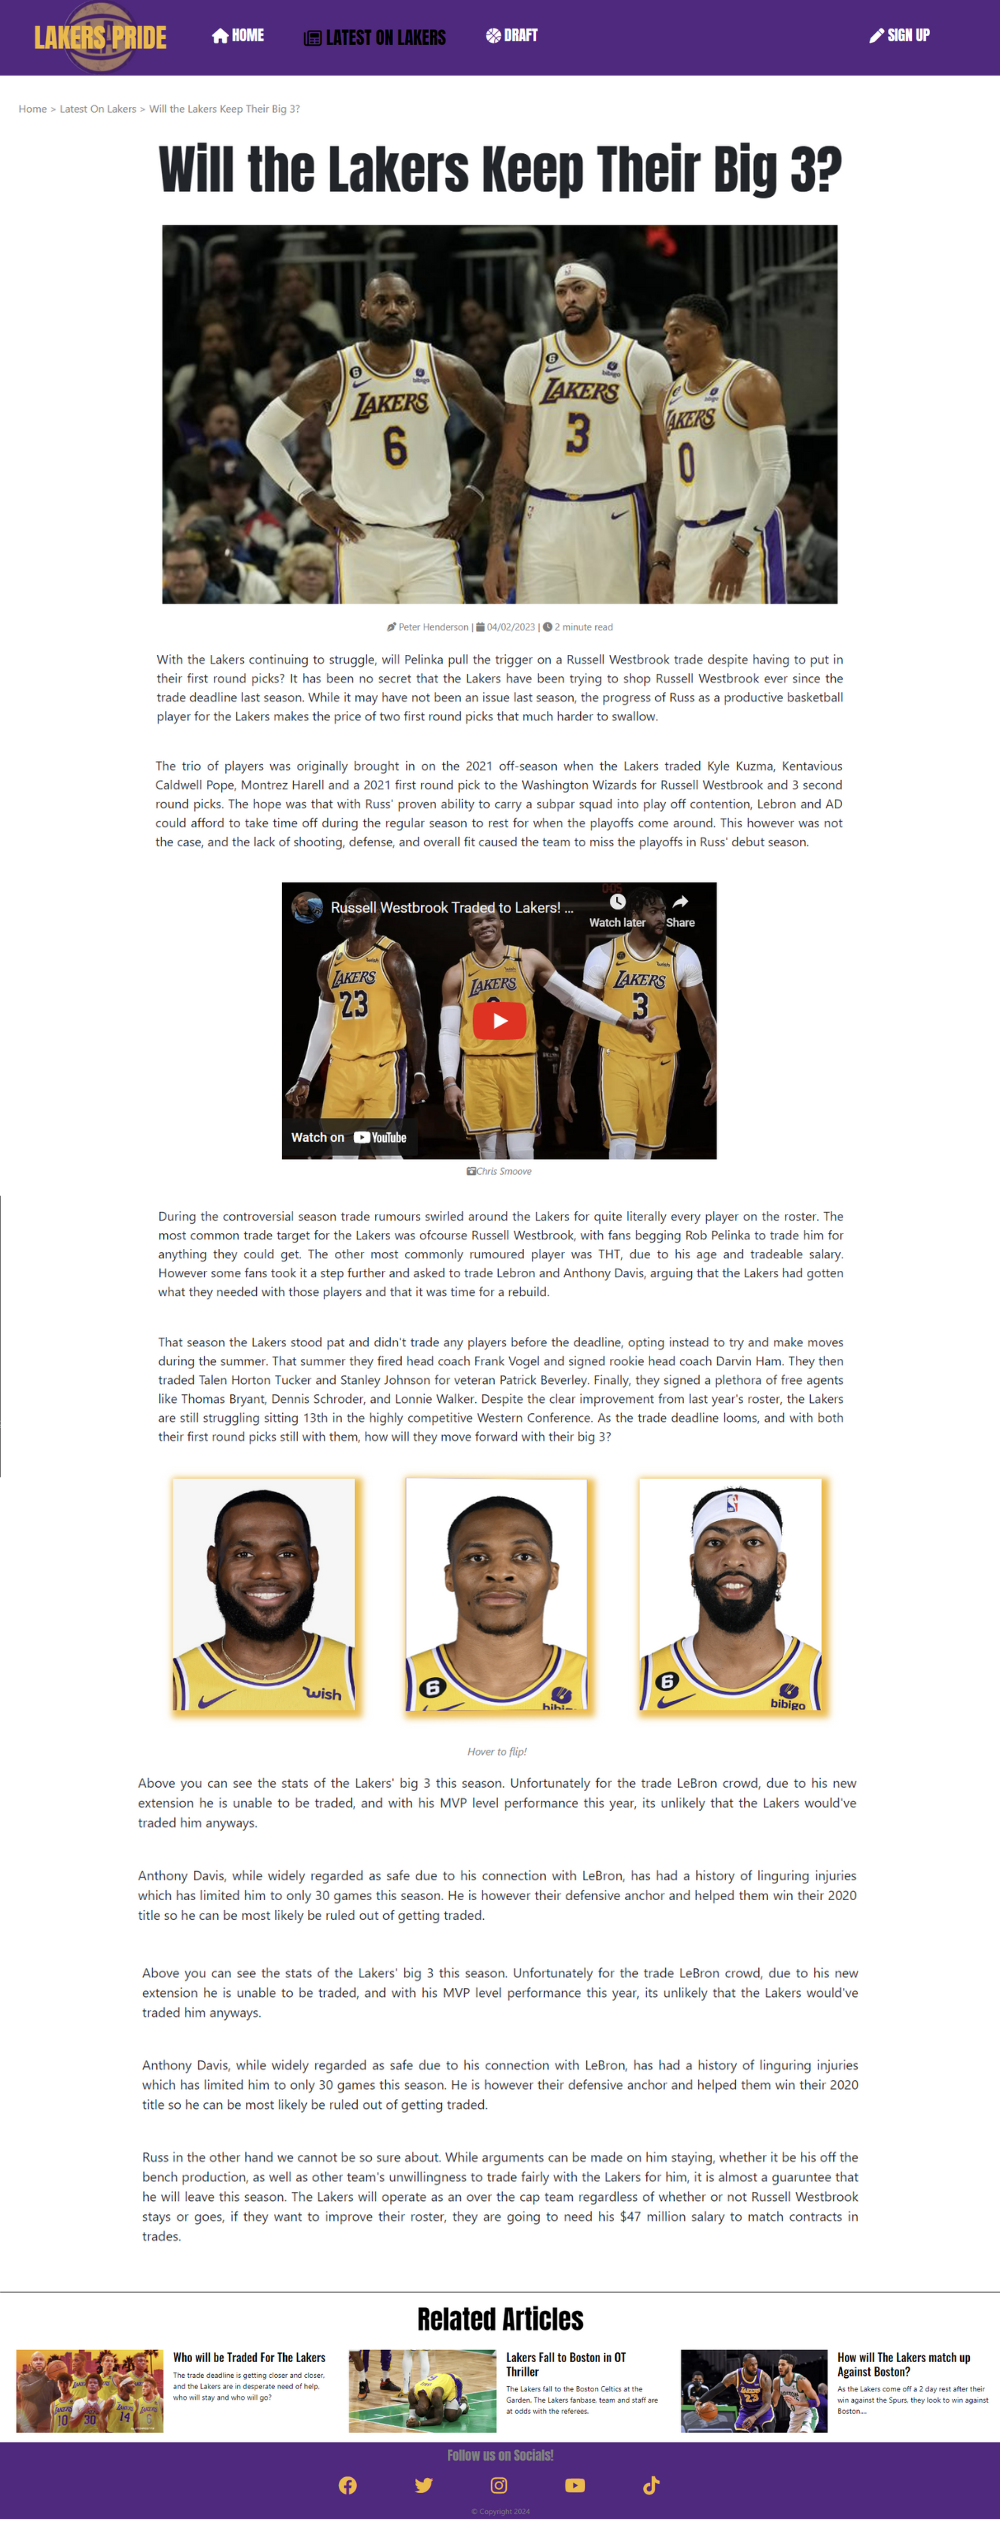 LAKERS PRIDE
HOME
LATEST ON LAKERS
DRAFT
SIGN UP
Home > Latest On Lakers > Will the Lakers Keep Their Big 3?
Will the Lakers Keep Their Big 3?
6
bibigo
LAKERS
6
6
bibigo
LAKERS
3
LAKERS
0
Peter Henderson | 04/02/2023 | 2 minute read
With the Lakers continuing to struggle, will Pelinka pull the trigger on a Russell Westbrook trade despite having to put in
their first round picks? It has been no secret that the Lakers have been trying to shop Russell Westbrook ever since the
trade deadline last season. While it may have not been an issue last season, the progress of Russ as a productive basketball
player for the Lakers makes the price of two first round picks that much harder to swallow.
The trio of players was originally brought in on the 2021 off-season when the Lakers traded Kyle Kuzma, Kentavious
Caldwell Pope, Montrez Harell and a 2021 first round pick to the Washington Wizards for Russell Westbrook and 3 second
round picks. The hope was that with Russ' proven ability to carry a subpar squad into play off contention, Lebron and AD
could afford to take time off during the regular season to rest for when the playoffs come around. This however was not
the case, and the lack of shooting, defense, and overall fit caused the team to miss the playoffs in Russ' debut season.
Russell Westbrook Traded to Lakers! ...
Watch later
Share
LAKERS
23
LAKERS
LAKERS
3
Watch on YouTube
Chris Smoove
During the controversial season trade rumours swirled around the Lakers for quite literally every player on the roster. The
most common trade target for the Lakers was ofcourse Russell Westbrook, with fans begging Rob Pelinka to trade him for
anything they could get. The other most commonly rumoured player was THT, due to his age and tradeable salary.
However some fans took it a step further and asked to trade Lebron and Anthony Davis, arguing that the Lakers had gotten
what they needed with those players and that it was time for a rebuild.
That season the Lakers stood pat and didn't trade any players before the deadline, opting instead to try and make moves
during the summer. That summer they fired head coach Frank Vogel and signed rookie head coach Darvin Ham. They then
traded Talen Horton Tucker and Stanley Johnson for veteran Patrick Beverley. Finally, they signed a plethora of free agents
like Thomas Bryant, Dennis Schroder, and Lonnie Walker. Despite the clear improvement from last year's roster, the Lakers
are still struggling sitting 13th in the highly competitive Western Conference. As the trade deadline looms, and with both
their first round picks still with them, how will they move forward with their big 3?
wish
6
6
bibigo
Hover to flip!
Above you can see the stats of the Lakers' big 3 this season. Unfortunately for the trade LeBron crowd, due to his new
extension he is unable to be traded, and with his MVP level performance this year, its unlikely that the Lakers would've
traded him anyways.
Anthony Davis, while widely regarded as safe due to his connection with LeBron, has had a history of linguring injuries
which has limited him to only 30 games this season. He is however their defensive anchor and helped them win their 2020
title so he can be most likely be ruled out of getting traded.
Above you can see the stats of the Lakers' big 3 this season. Unfortunately for the trade LeBron crowd, due to his new
extension he is unable to be traded, and with his MVP level performance this year, its unlikely that the Lakers would've
traded him anyways.
Anthony Davis, while widely regarded as safe due to his connection with LeBron, has had a history of linguring injuries
which has limited him to only 30 games this season. He is however their defensive anchor and helped them win their 2020
title so he can be most likely be ruled out of getting traded.
Russ in the other hand we cannot be so sure about. While arguments can be made on him staying, whether it be his off the
bench production, as well as other team's unwillingness to trade fairly with the Lakers for him, it is almost a guaruntee that
he will leave this season. The Lakers will operate as an over the cap team regardless of whether or not Russell Westbrook
stays or goes, if they want to improve their roster, they are going to need his $47 million salary to match contracts in
trades.
Related Articles
Who will be Traded For The Lakers
The trade deadline is getting closer and closer,
and the Lakers are in desperate need of help,
who will stay and who will go?
Lakers Fall to Boston in OT
Thriller
The Lakers fall to the Boston Celtics at the
Garden. The Lakers fanbase, team and staff are
at odds with the referees.
How will The Lakers match up
Against Boston?
As the Lakers come off a 2 day rest after their
win against the Spurs, they look to win against
Boston...
Follow us on Socials!
© Copyright 2024